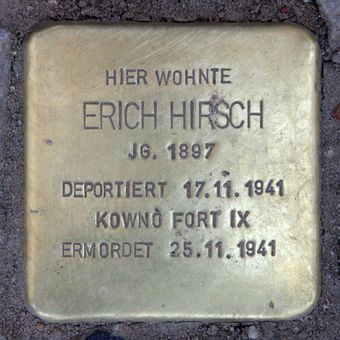 HIER WOHNTE
ERICH HIRSCH
JG. 1897
DEPORTIERT 17.11.1941
KOWNO FORT IX
ERMORDET 25.11.1941